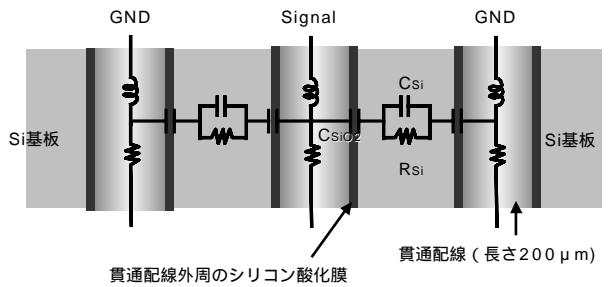 GND
Signal
GND
CSi
Si基板
CSiO2
Si基板
RSi
貫通配線(長さ200μm)
貫通配線外周のシリコン酸化膜